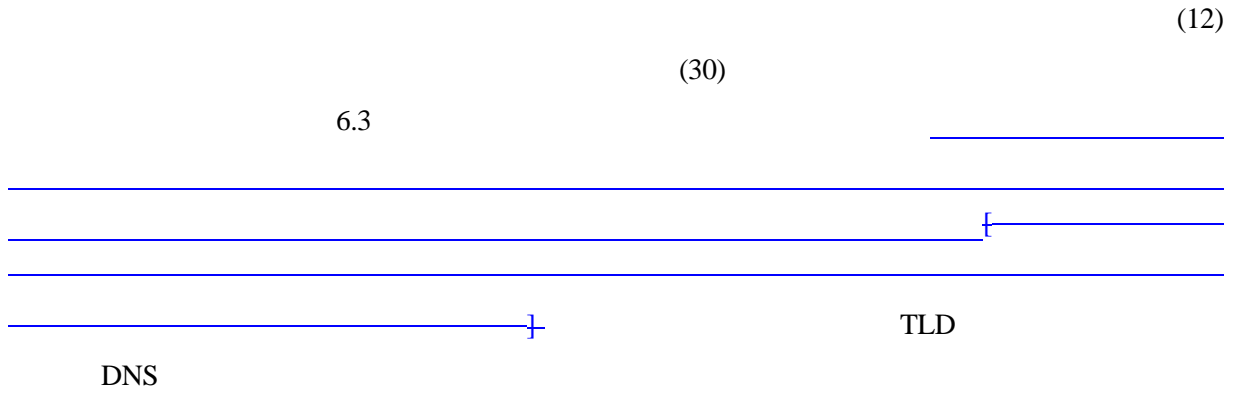 (12)
(30)
6.3
[
]
TLD
DNS